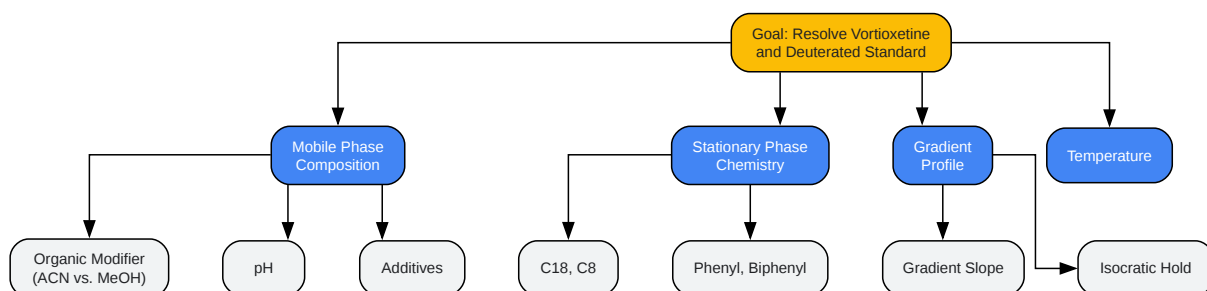 Goal: Resolve Vortioxetine
and Deuterated Standard
Mobile Phase
Composition
Stationary Phase
Chemistry
Gradient
Profile
Temperature
Organic Modifier
(ACN vs. MeOH)
pH
Additives
C18, C8
Phenyl, Biphenyl
Gradient Slope
Isocratic Hold